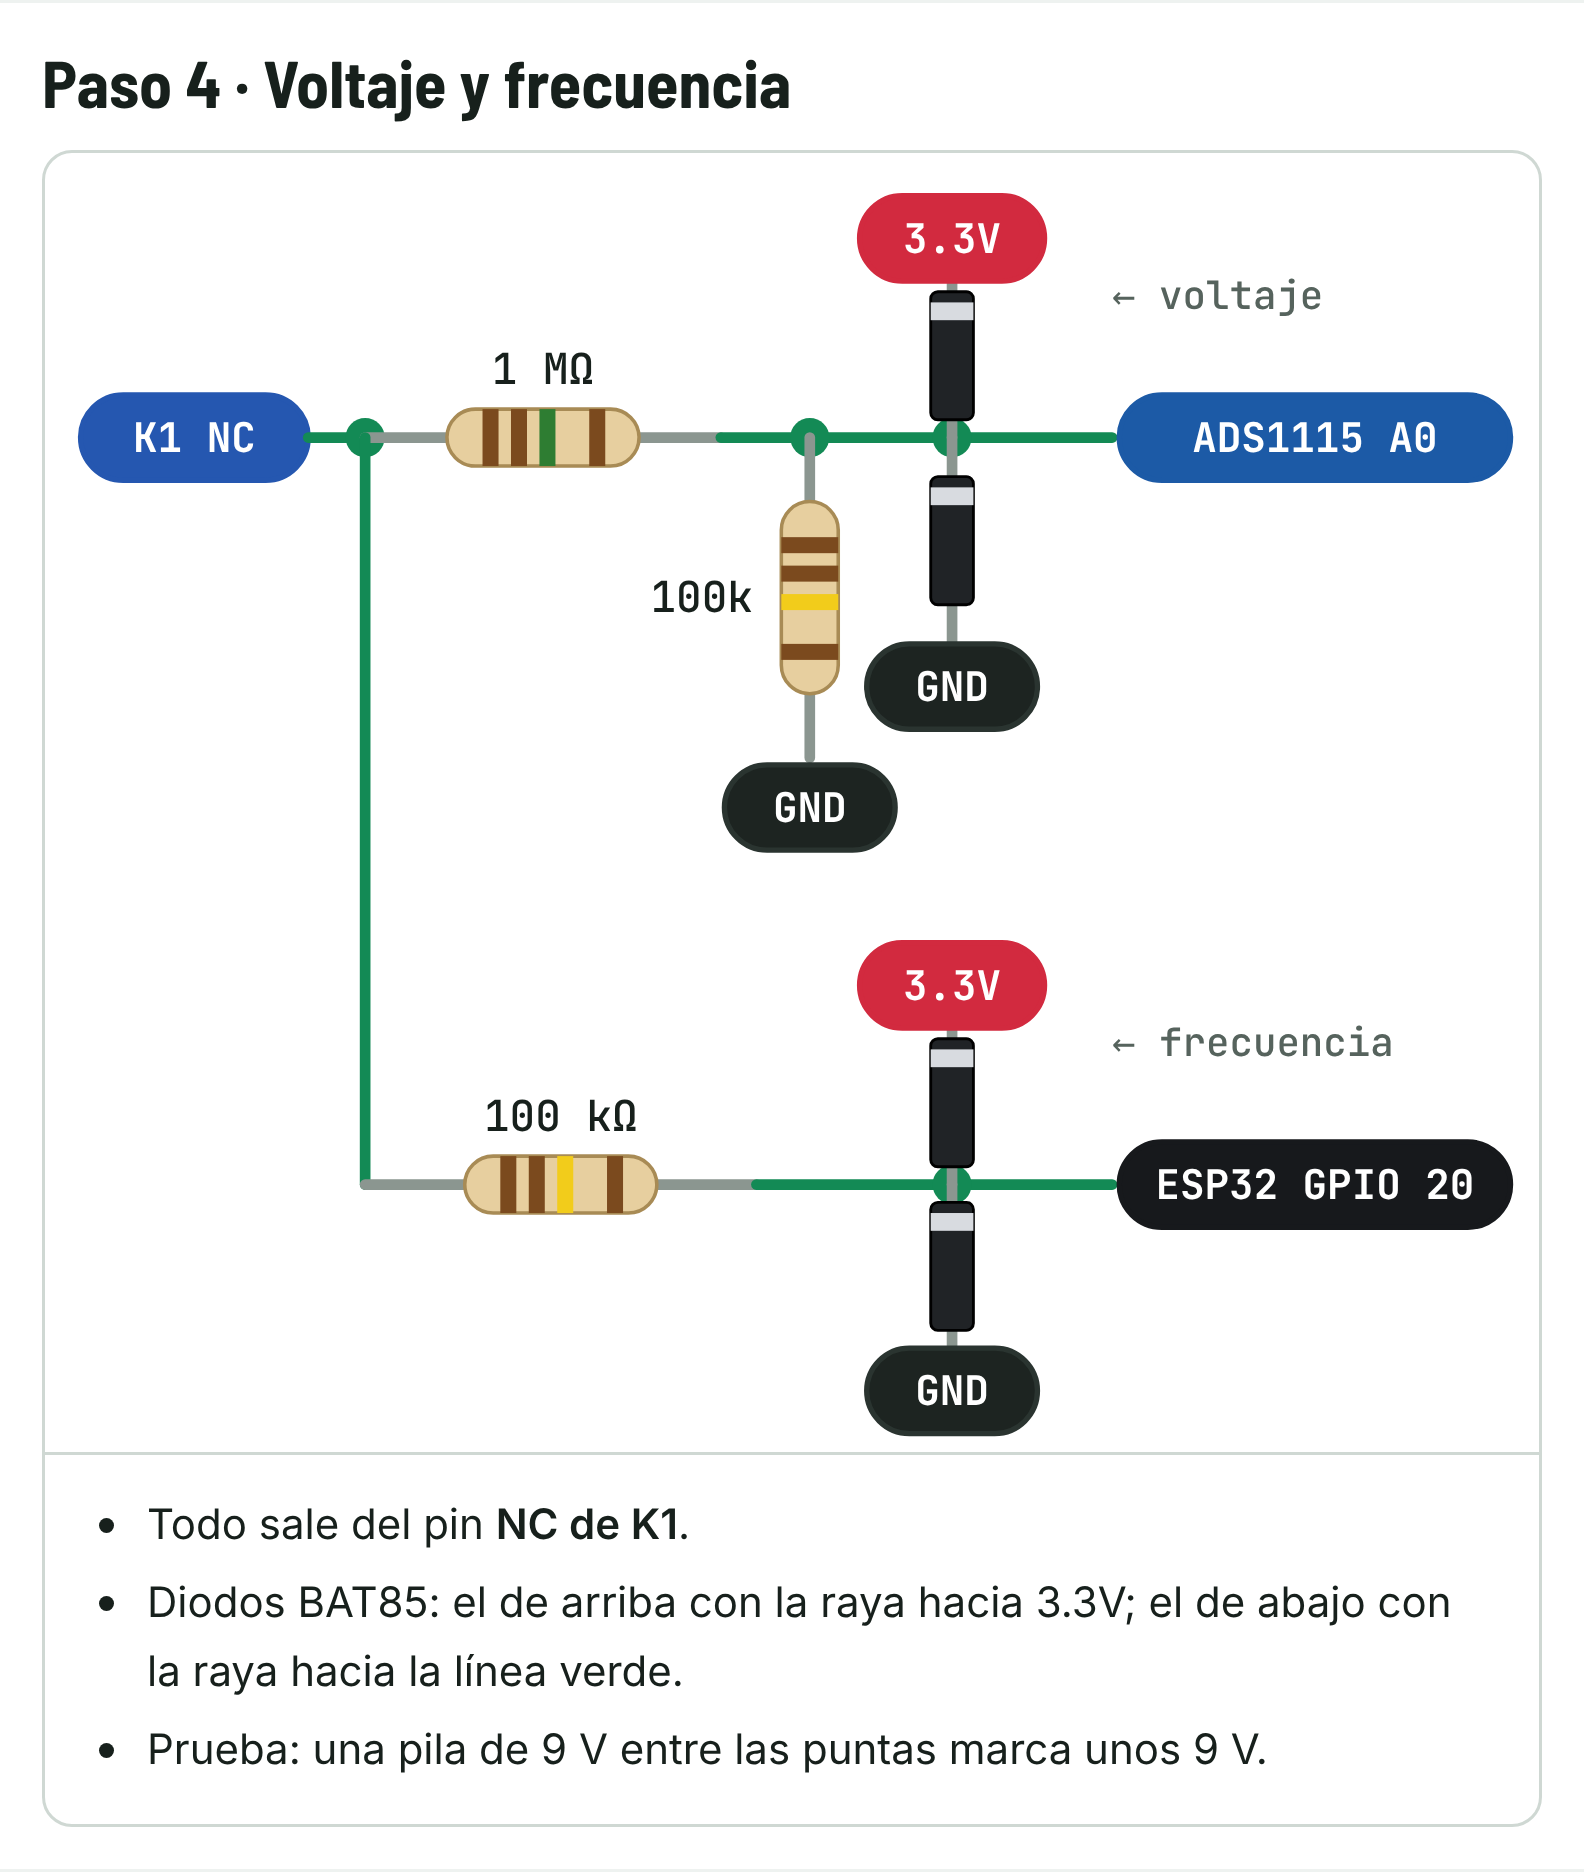 Paso 4 · Voltaje y frecuencia
3.3V
← voltaje
1 MΩ
K1 NC
ADS1115 A0
100k
GND
GND
3.3V
← frecuencia
100 kΩ
ESP32 GPIO 20
GND
• Todo sale del pin NC de K1.
• Diodos BAT85: el de arriba con la raya hacia 3.3V; el de abajo con
la raya hacia la línea verde.
• Prueba: una pila de 9 V entre las puntas marca unos 9 V.